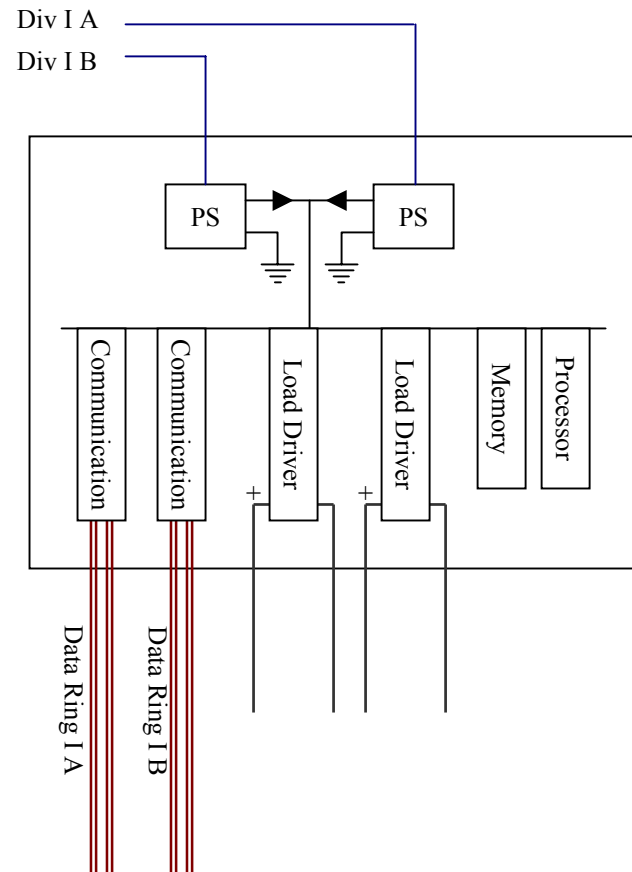 Div I A
Div I B
PS
PS
Communication
Communication
Load Driver
Load Driver
Memory
Processor
+
+
Data Ring I A
Data Ring I B